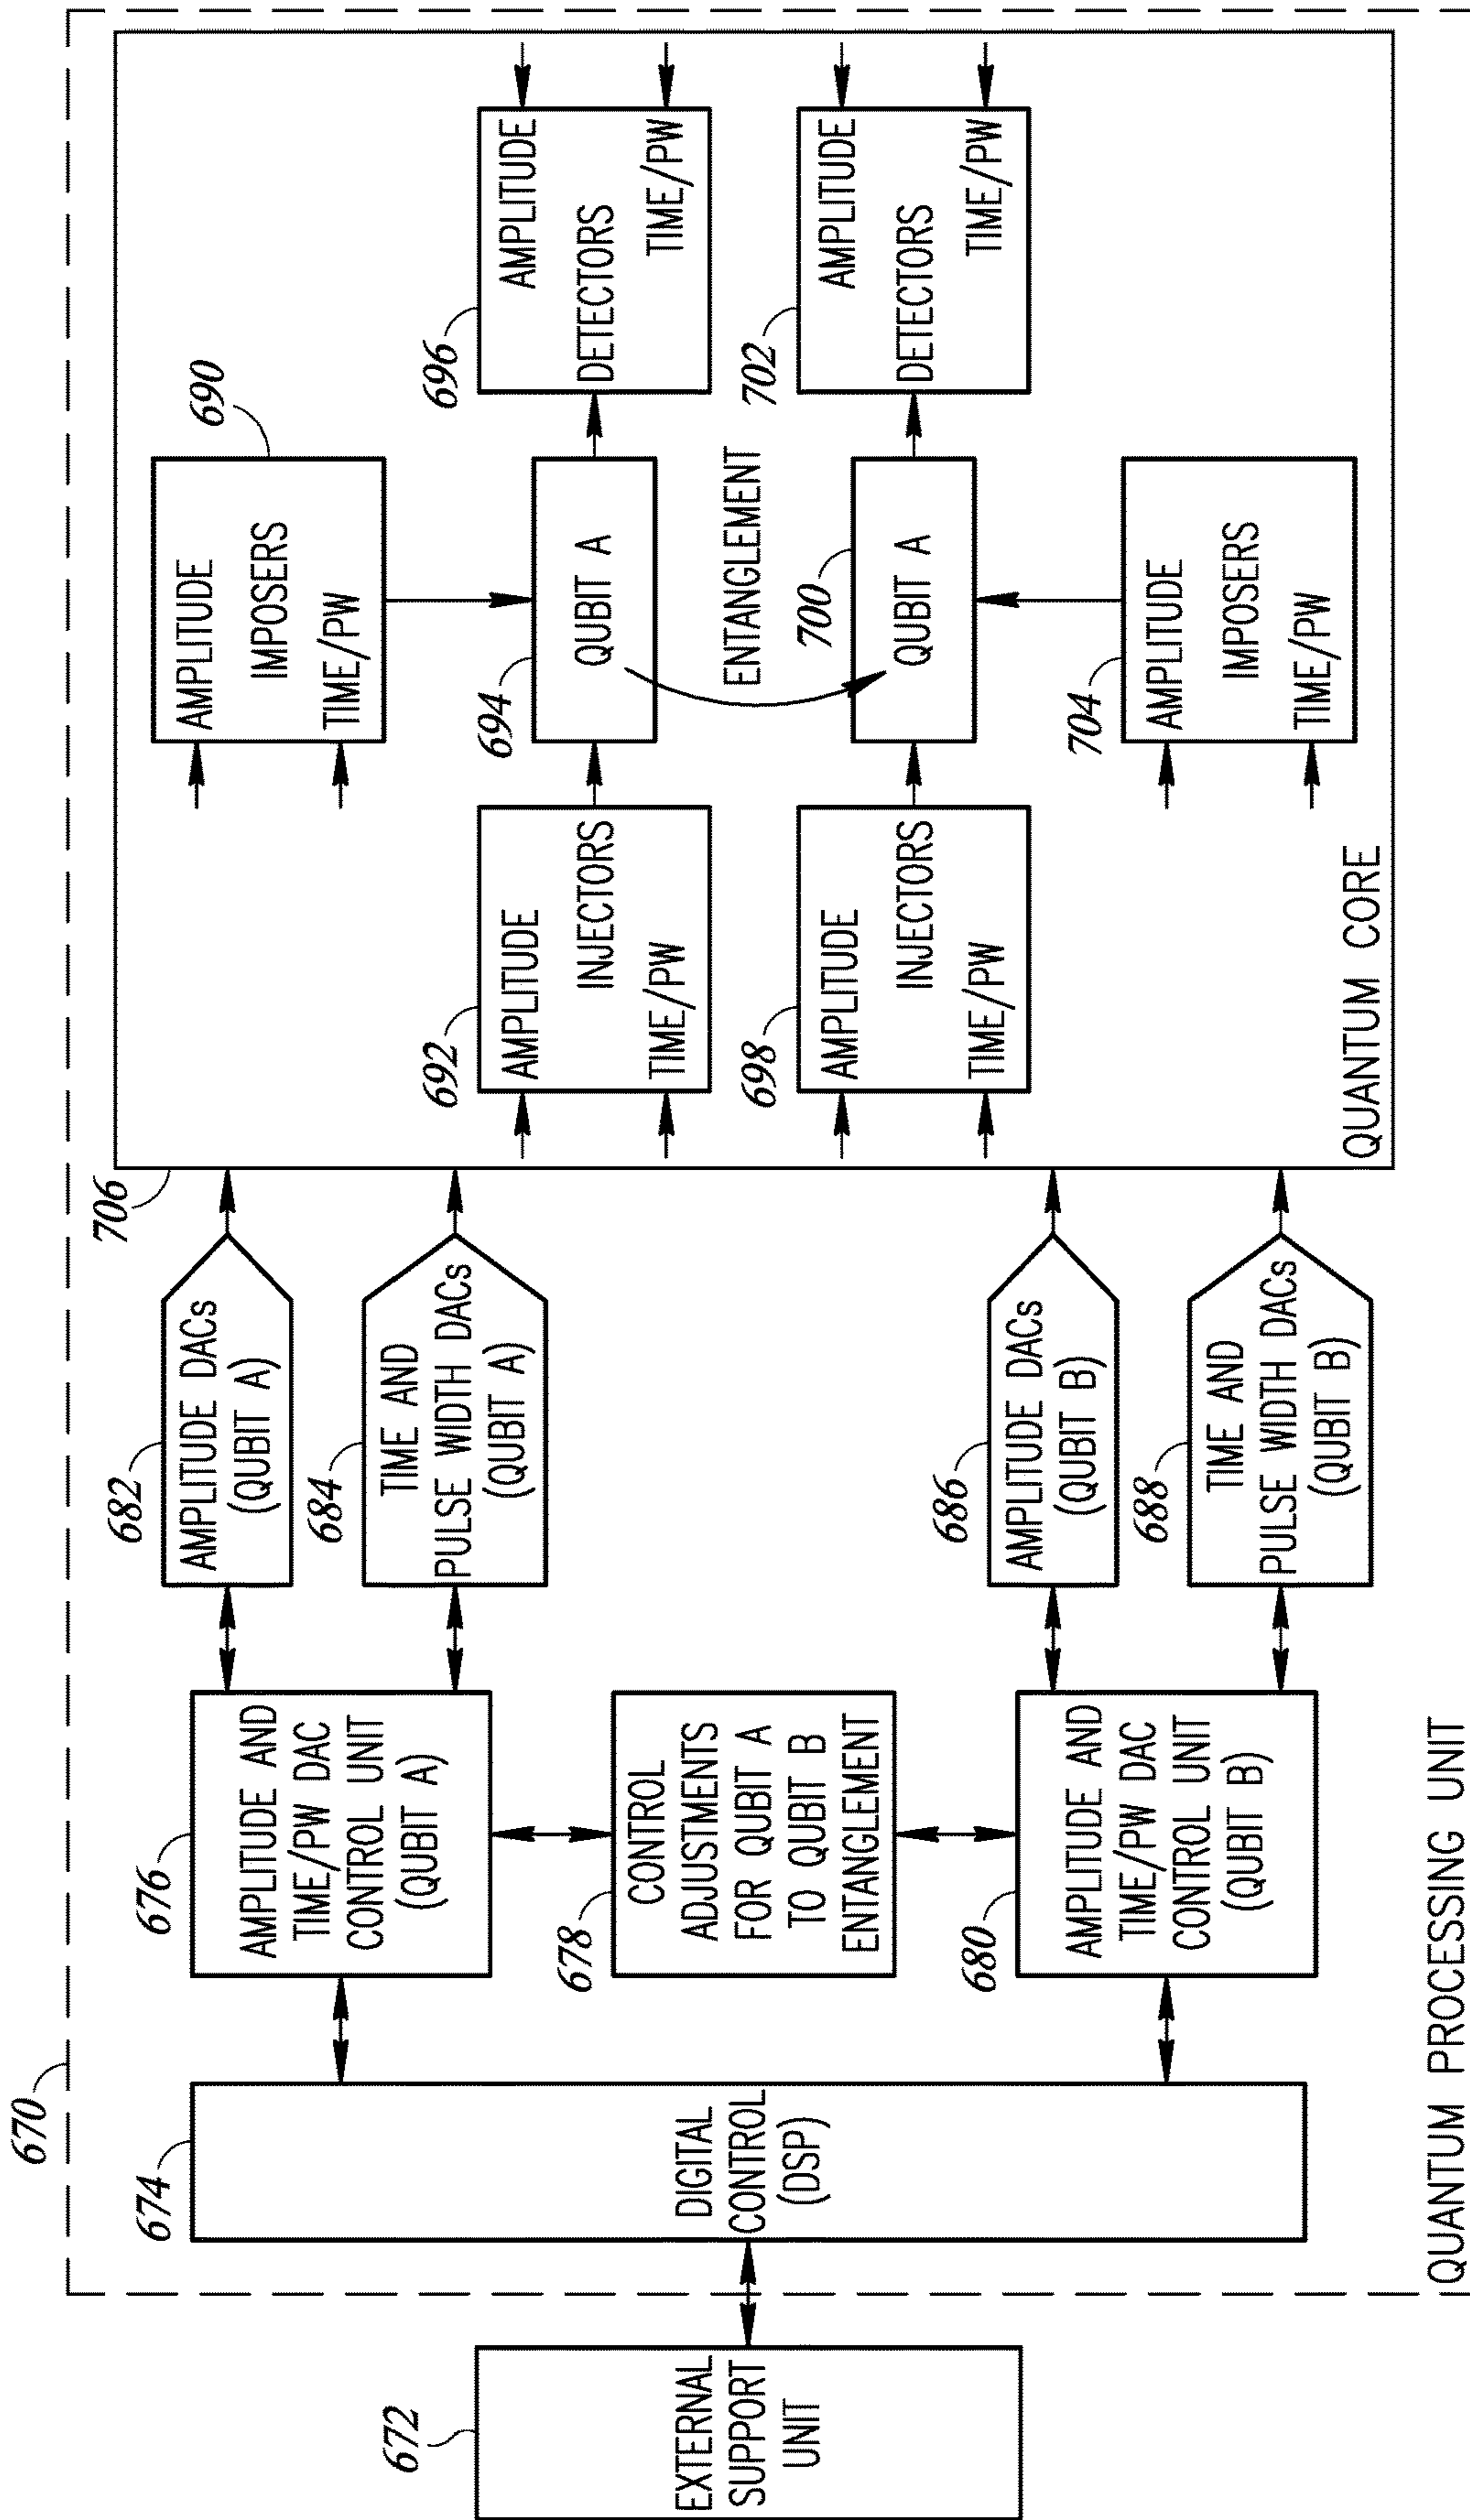 670
672
EXTERNAL
SUPPORT
UNIT
674
DIGITAL
CONTROL
(DSP)
676
AMPLITUDE AND
TIME/PW DAC
CONTROL UNIT
(QUBIT A)
678
CONTROL
ADJUSTMENTS
FOR QUBIT A
TO QUBIT B
ENTANGLEMENT
680
AMPLITUDE AND
TIME/PW DAC
CONTROL UNIT
(QUBIT B)
682
AMPLITUDE DACs
(QUBIT A)
684
TIME AND
PULSE WIDTH DACs
(QUBIT A)
686
AMPLITUDE DACs
(QUBIT B)
688
TIME AND
PULSE WIDTH DACs
(QUBIT B)
706
690
AMPLITUDE
IMPOSERS
TIME/PW
692
AMPLITUDE
INJECTORS
TIME/PW
694
QUBIT A
696
AMPLITUDE
DETECTORS
TIME/PW
ENTANGLEMENT
698
AMPLITUDE
INJECTORS
TIME/PW
700
QUBIT A
702
AMPLITUDE
DETECTORS
TIME/PW
704
AMPLITUDE
IMPOSERS
TIME/PW
QUANTUM CORE
QUANTUM PROCESSING UNIT